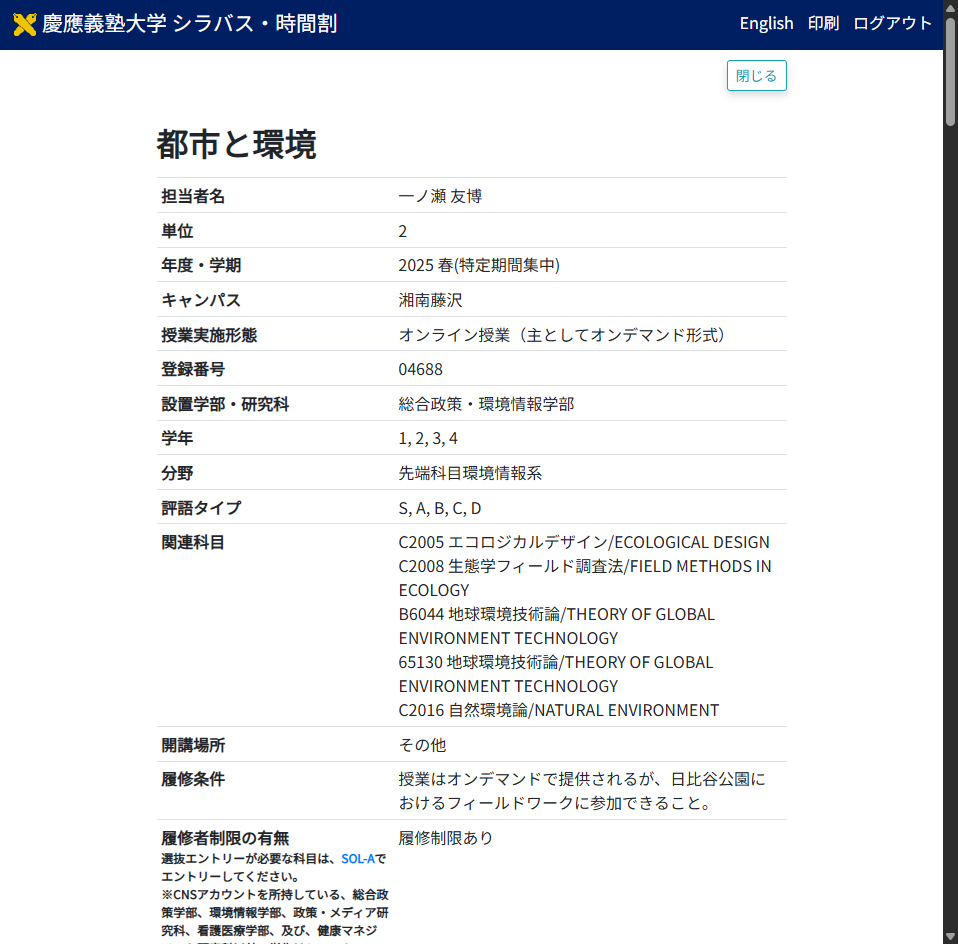 慶應義塾大学 シラバス・時間割
English 印刷 ログアウト
閉じる
都市と環境
担当者名 一ノ瀬 友博
単位 2
年度・学期 2025 春(特定期間集中)
キャンパス 湘南藤沢
授業実施形態 オンライン授業（主としてオンデマンド形式）
登録番号 04688
設置学部・研究科 総合政策・環境情報学部
学年 1, 2, 3, 4
分野 先端科目環境情報系
評語タイプ S, A, B, C, D
関連科目 C2005 エコロジカルデザイン/ECOLOGICAL DESIGN
C2008 生態学フィールド調査法/FIELD METHODS IN
ECOLOGY
B6044 地球環境技術論/THEORY OF GLOBAL
ENVIRONMENT TECHNOLOGY
65130 地球環境技術論/THEORY OF GLOBAL
ENVIRONMENT TECHNOLOGY
C2016 自然環境論/NATURAL ENVIRONMENT
開講場所 その他
履修条件 授業はオンデマンドで提供されるが、日比谷公園に
おけるフィールドワークに参加できること。
履修者制限の有無 履修制限あり
選抜エントリーが必要な科目は、SOL-Aで
エントリーしてください。
※CNSアカウントを所持している、総合政
策学部、環境情報学部、政策・メディア研
究科、看護医療学部、及び、健康マネジ